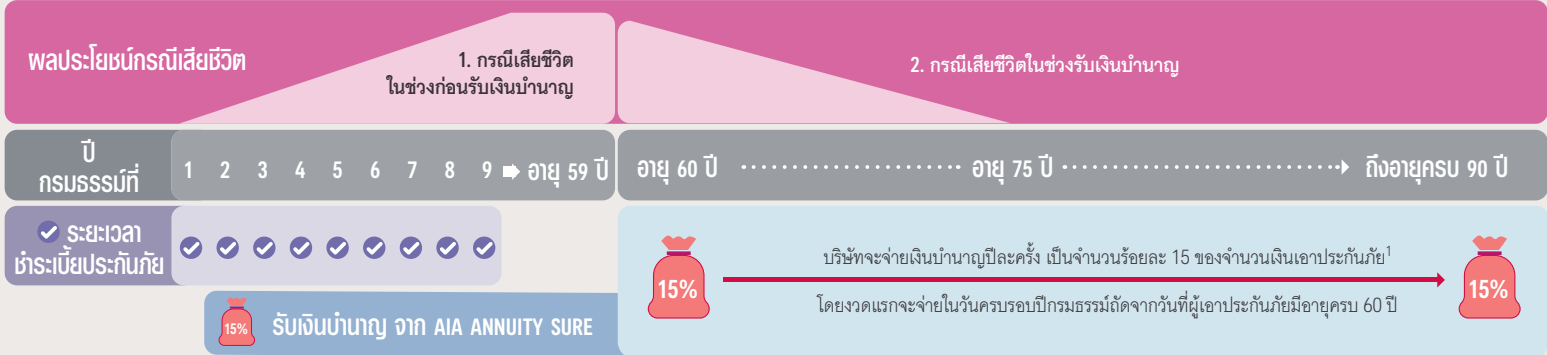 ผลประโยชน์กรณีเสียชีวิต
1. กรณีเสียชีวิต
ในช่วงก่อนรับเงินบำนาญ
2. กรณีเสียชีวิตในช่วงรับเงินบำนาญ
ปี
กรมธรรม์ที่
1 2 3 4 5 6 7 8 9 อายุ 59 ปี
อายุ 60 ปี อายุ 75 ปี ถึงอายุครบ 90 ปี
ระยะเวลา
ชำระเบี้ยประกันภัย
15%
บริษัทจะจ่ายเงินบำนาญปีละครั้ง เป็นจำนวนร้อยละ 15 ของจำนวนเงินเอาประกันภัย¹
โดยงวดแรกจะจ่ายในวันครบรอบปีกรมธรรม์ถัดจากวันที่ผู้เอาประกันภัยมีอายุครบ 60 ปี
15%
15% รับเงินบำนาญ จาก AIA ANNUITY SURE